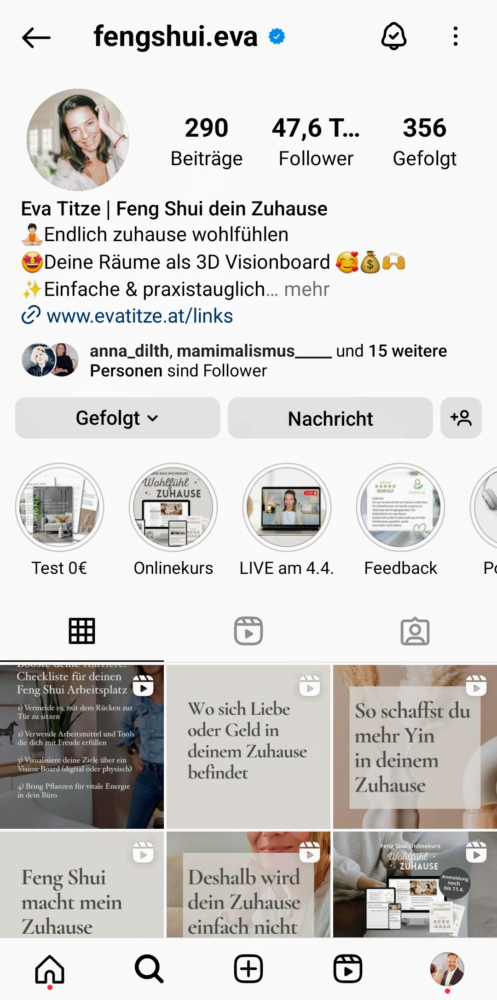 fengshui.eva
290
47,6 T...
356
Beiträge
Follower
Gefolgt
Eva Titze | Feng Shui dein Zuhause
🧘🏻Endlich zuhause wohlfühlen
🤩Deine Räume als 3D Visionboard 🥰💰🙌
✨Einfache & praxistauglich... mehr
www.evatitze.at/links
anna_dilth, mamimalismus_____ und 15 weitere
Personen sind Follower
Gefolgt
Nachricht
FENG SHUI ONLINEKURS
Wohlfühl
ZUHAUSE
LIVE
SEHR GUT
Test 0€
Onlinekurs
LIVE am 4.4.
Feedback
Po
Booste deine Karriere:
Checkliste für deinen
Feng Shui Arbeitsplatz
1) Vermeide es, mit dem Rücken zur
Tür zu sitzen
2) Verwende Arbeitsmittel und Tools
die dich mit Freude erfüllen
3) Visualisiere deine Ziele über ein
Vision-Board (digital oder physisch)
4) Bring Pflanzen für vitale Energie
in dein Büro
Wo sich Liebe
oder Geld in
deinem Zuhause
befindet
So schaffst du
mehr Yin
in deinem
Zuhause
Feng Shui
macht mein
Zuhause
Deshalb wird
dein Zuhause
einfach nicht
Feng Shui Onlinekurs
Wohlfühl
ZUHAUSE
Anmeldung
noch
bis 11.4.